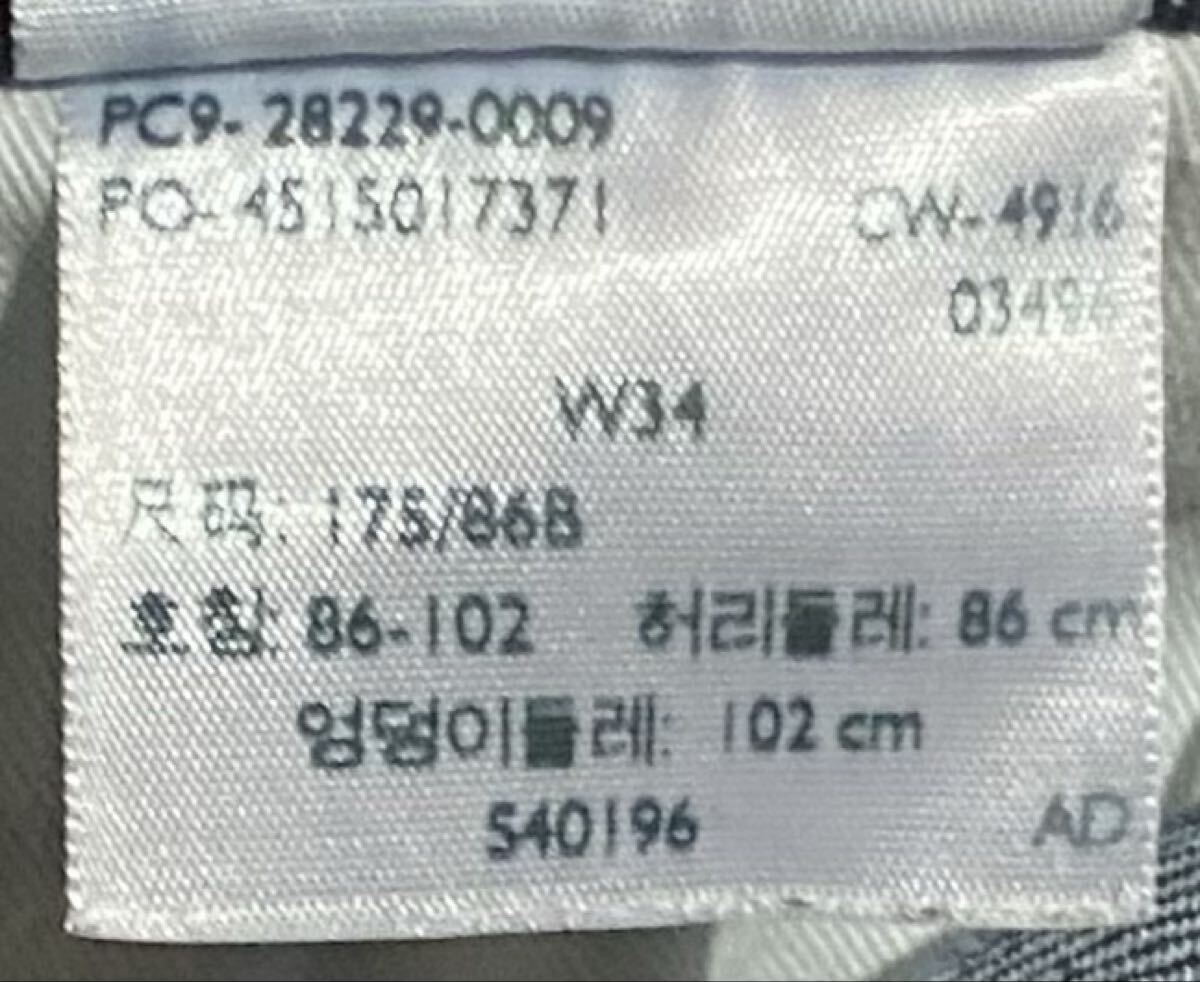 PC9-28229-0009
PO-4515017371 CW-4916
W34
尺码: 175/86B
호칭: 86-102 허리둘레: 86 cm
엉덩이둘레: 102 cm
540196 AD